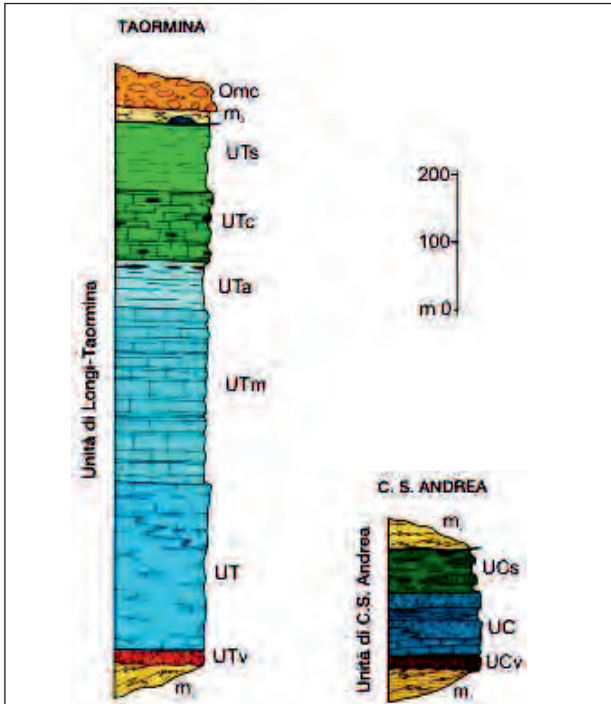 TAORMINA
Omc
m
UTs
UTc
UTa
UTm
UT
UTv
m
Unità di Longi-Taormina
200
100
m 0
C. S. ANDREA
m
UCs
UC
UCv
m
Unità di C.S. Andrea